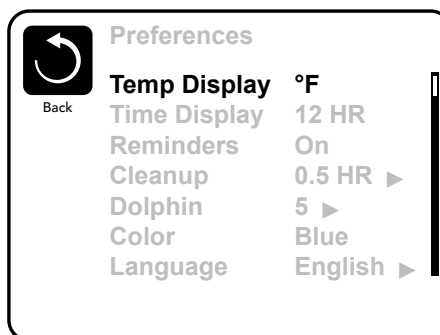 Preferences
Temp Display °F
Back
Time Display 12 HR
Reminders On
Cleanup 0.5 HR ▶
Dolphin 5 ▶
Color Blue
Language English ▶